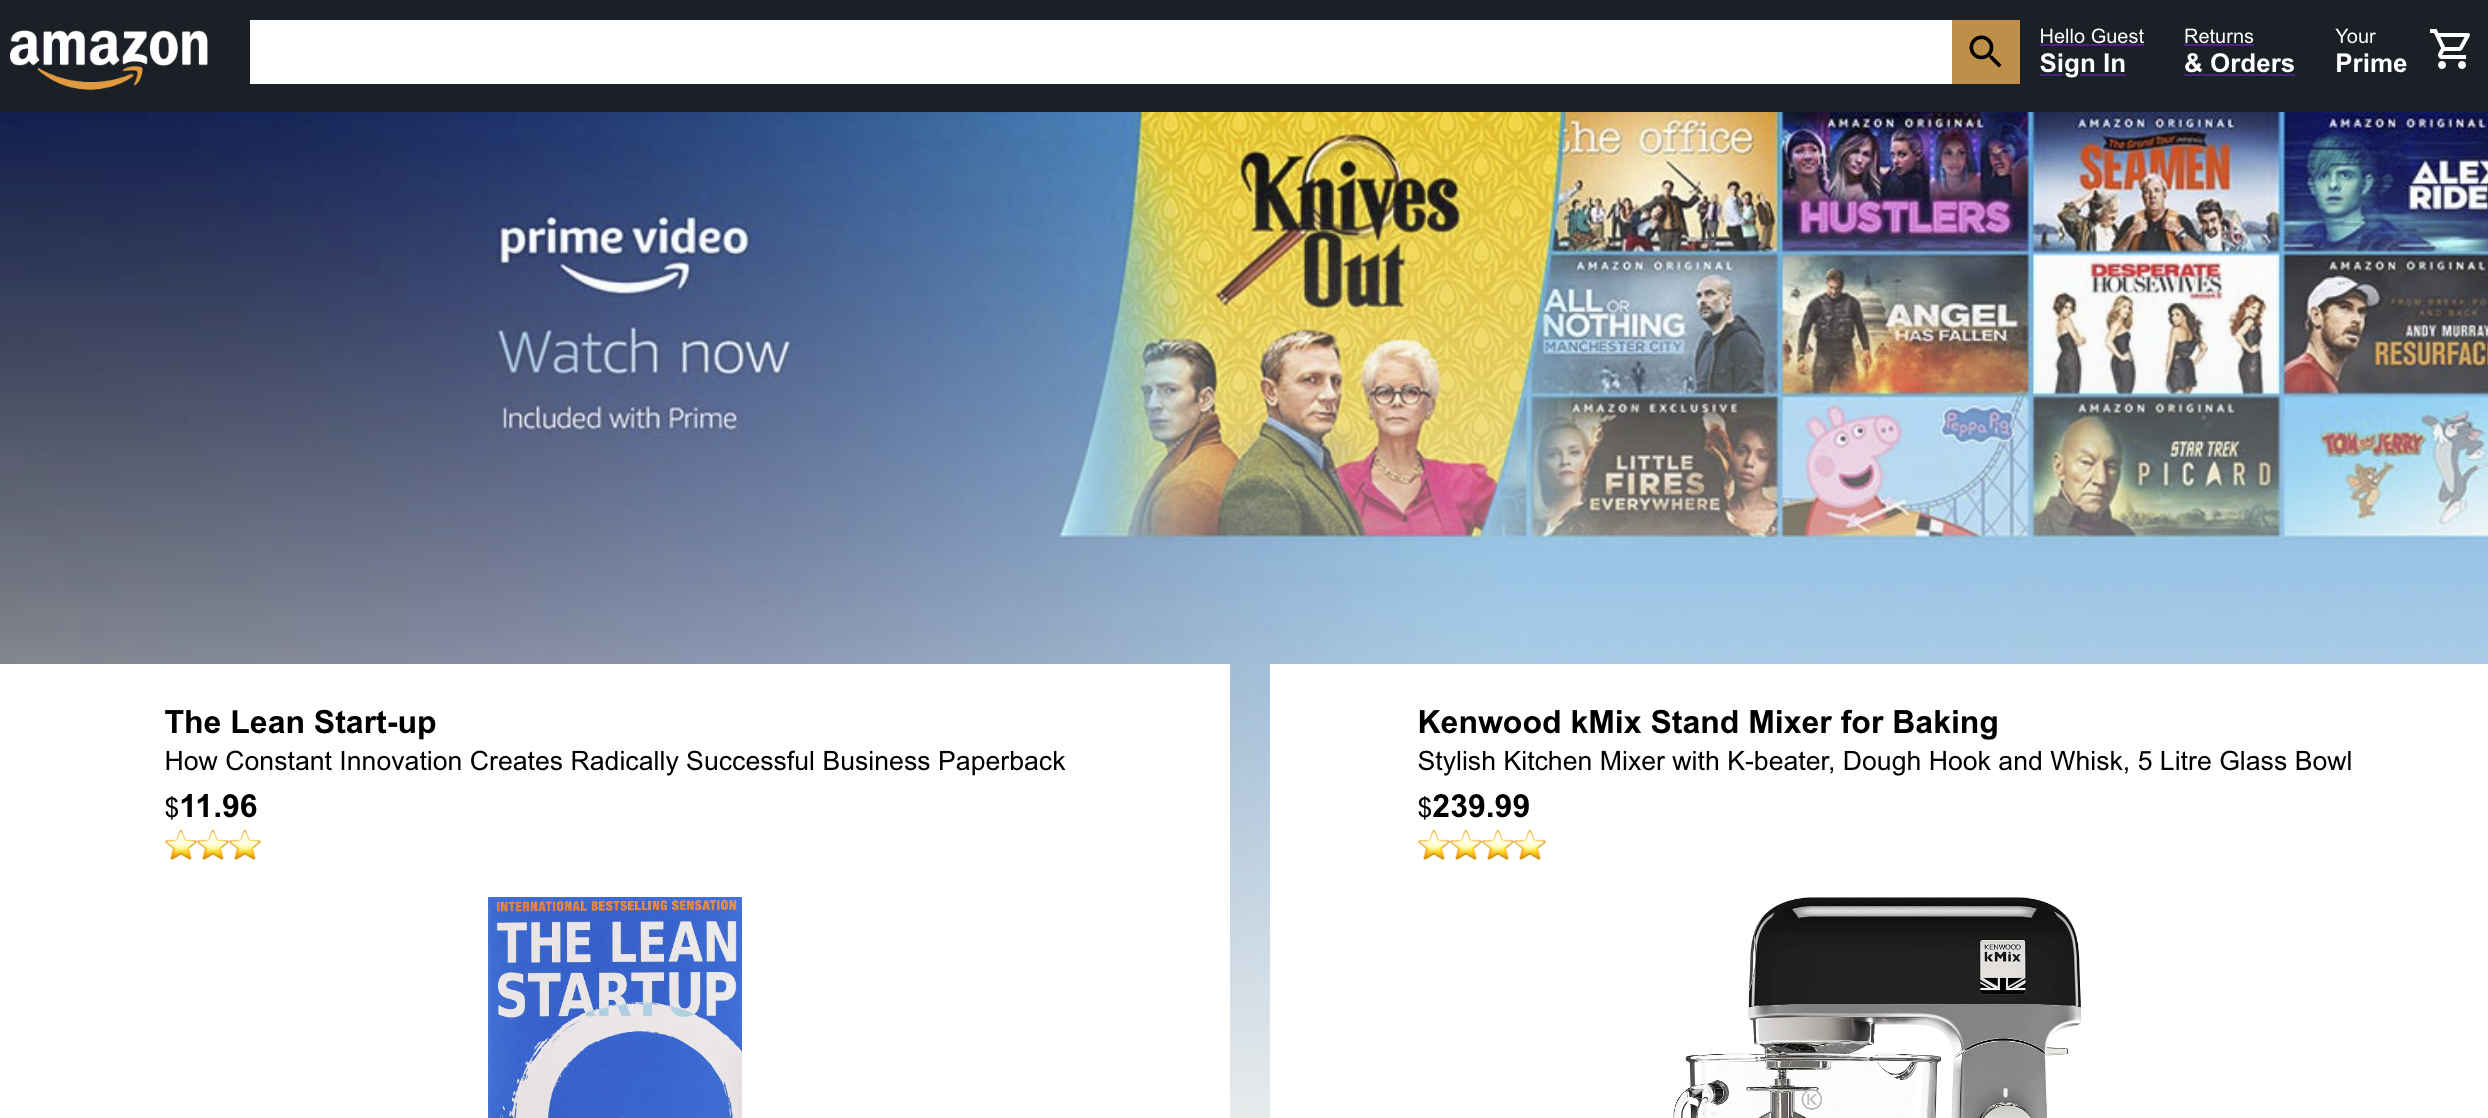 amazon
Hello Guest
Sign In
Returns
& Orders
Your
Prime
prime video
Watch now
Included with Prime
Knives
Out
the office
AMAZON ORIGINAL
HUSTLERS
AMAZON ORIGINAL
The Grand Tour
SEAMEN
AMAZON ORIGINAL
ALEX
RIDE
AMAZON ORIGINAL
ALL OR
NOTHING
MANCHESTER CITY
ANGEL
HAS FALLEN
DESPERATE
HOUSEWIVES
AMAZON ORIGINAL
ANDY MURRAY
RESURFAC
AMAZON EXCLUSIVE
LITTLE
FIRES
EVERYWHERE
Peppa Pig
AMAZON ORIGINAL
STAR TREK
PICARD
TOM and JERRY
The Lean Start-up
How Constant Innovation Creates Radically Successful Business Paperback
$11.96
INTERNATIONAL BESTSELLING SENSATION
THE LEAN
STARTUP
Kenwood kMix Stand Mixer for Baking
Stylish Kitchen Mixer with K-beater, Dough Hook and Whisk, 5 Litre Glass Bowl
$239.99
KENWOOD
kMix
K